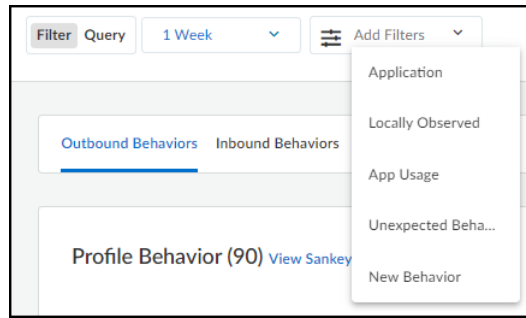 Filter Query 1 Week Add Filters
Application
Locally Observed
Outbound Behaviors Inbound Behaviors
App Usage
Unexpected Beha...
Profile Behavior (90) View Sankey
New Behavior